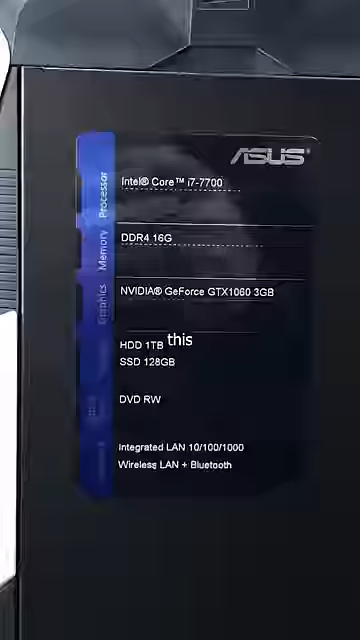 ASUS
Processor
Intel® Core™ i7-7700
Memory
DDR4 16G
Graphics
NVIDIA® GeForce GTX1060 3GB
HDD 1TB this
SSD 128GB
DVD RW
Integrated LAN 10/100/1000
Wireless LAN + Bluetooth